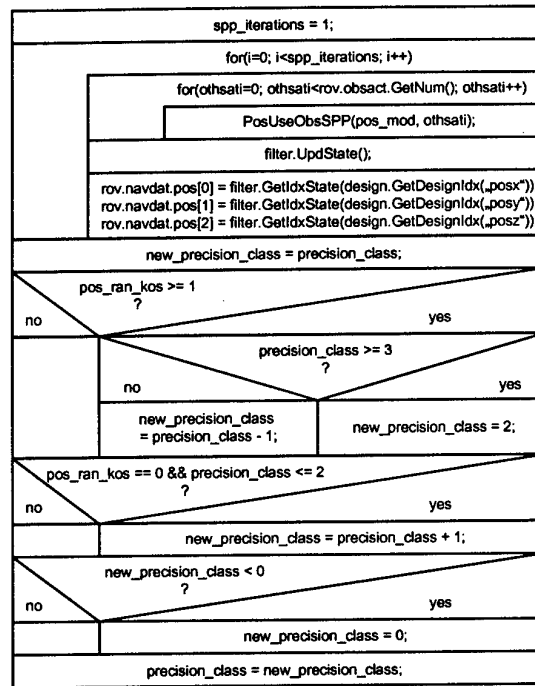 spp_iterations = 1;
for(i=0; i<spp_iterations; i++)
for(othsati=0; othsati<rov.obsact.GetNum(); othsati++)
PosUseObsSPP(pos_mod, othsati);
filter.UpdState();
rov.navdat.pos[0] = filter.GetIdxState(design.GetDesignIdx(„posx“))
rov.navdat.pos[1] = filter.GetIdxState(design.GetDesignIdx(„posy“))
rov.navdat.pos[2] = filter.GetIdxState(design.GetDesignIdx(„posz“))
new_precision_class = precision_class;
pos_ran_kos >= 1
?
no
yes
precision_class >= 3
?
no
yes
new_precision_class
= precision_class - 1;
new_precision_class = 2;
pos_ran_kos == 0 && precision_class <= 2
?
no
yes
new_precision_class = precision_class + 1;
new_precision_class < 0
?
no
yes
new_precision_class = 0;
precision_class = new_precision_class;